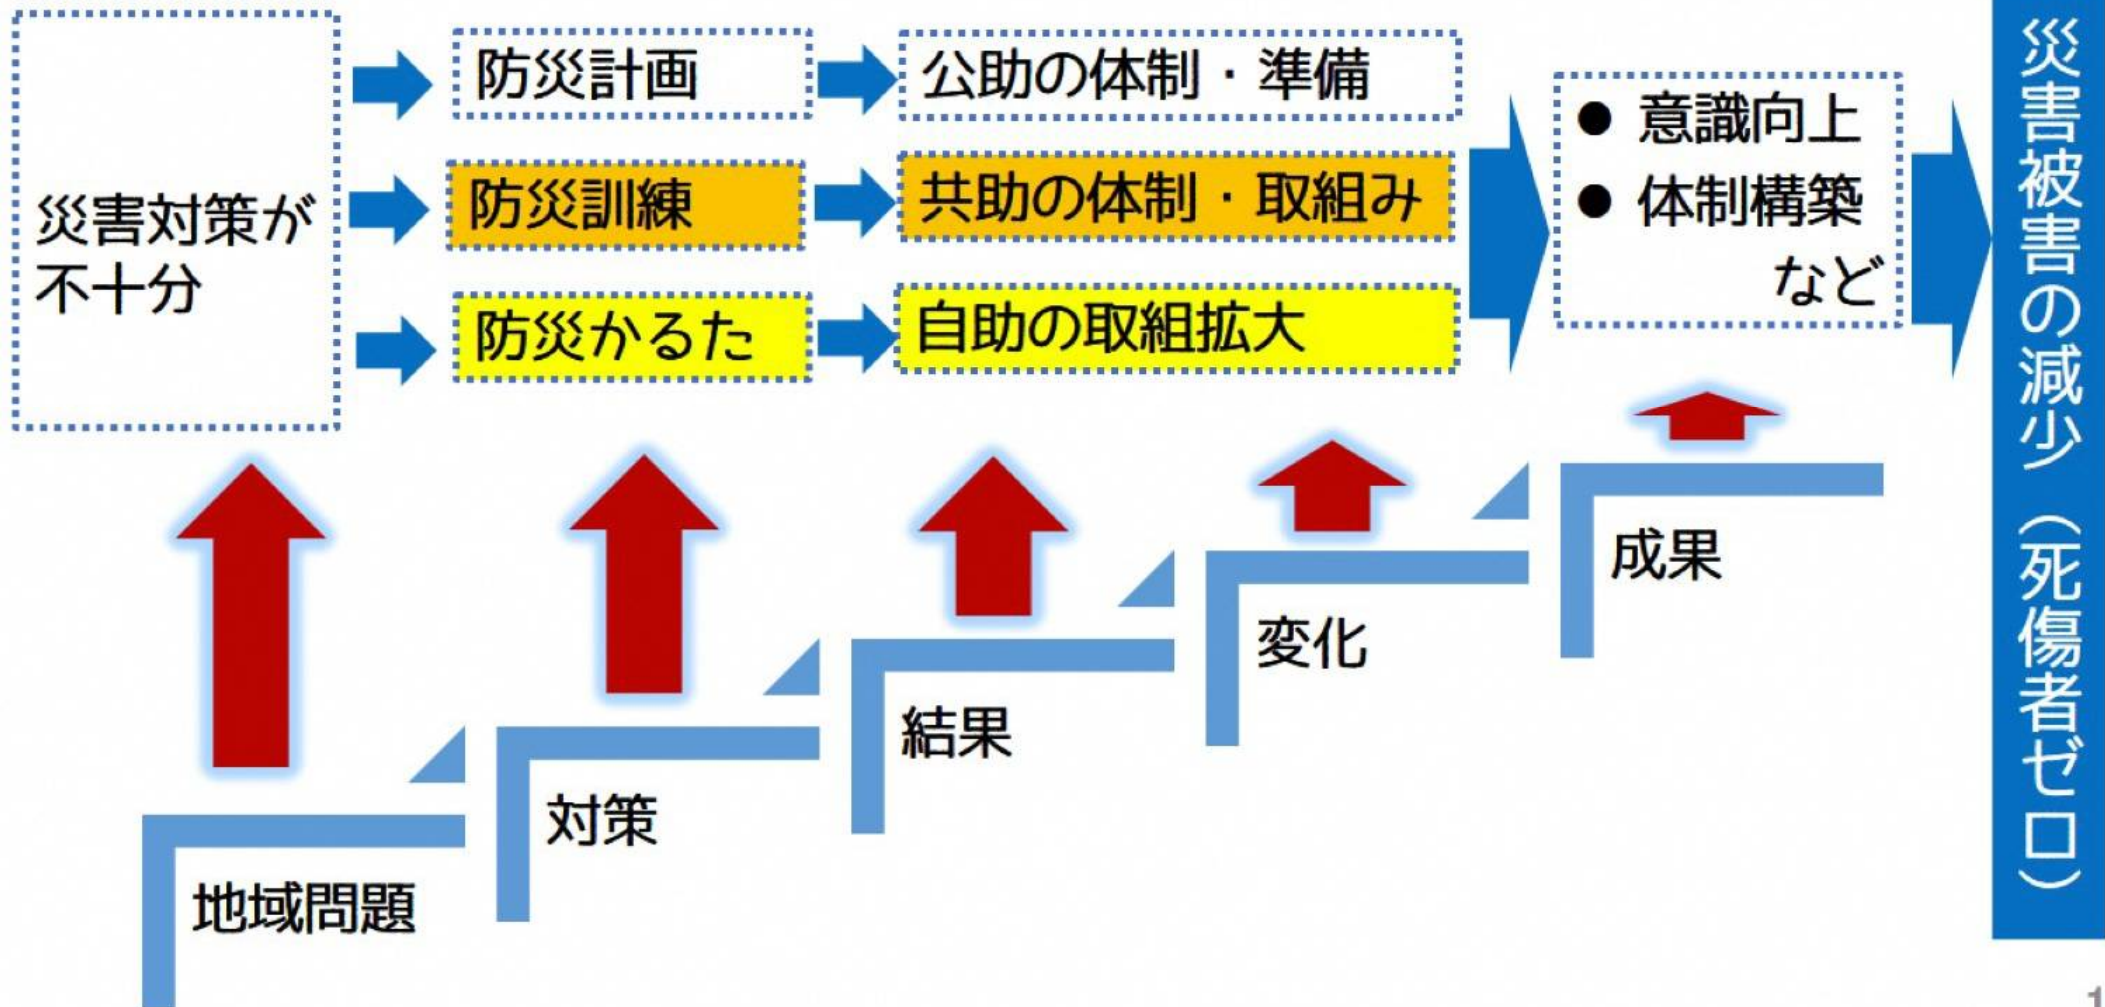 災害対策が
不十分
防災計画
公助の体制・準備
防災訓練
共助の体制・取組み
防災かるた
自助の取組拡大
● 意識向上
● 体制構築
など
災害被害の減少（死傷者ゼロ）
地域問題
対策
結果
変化
成果